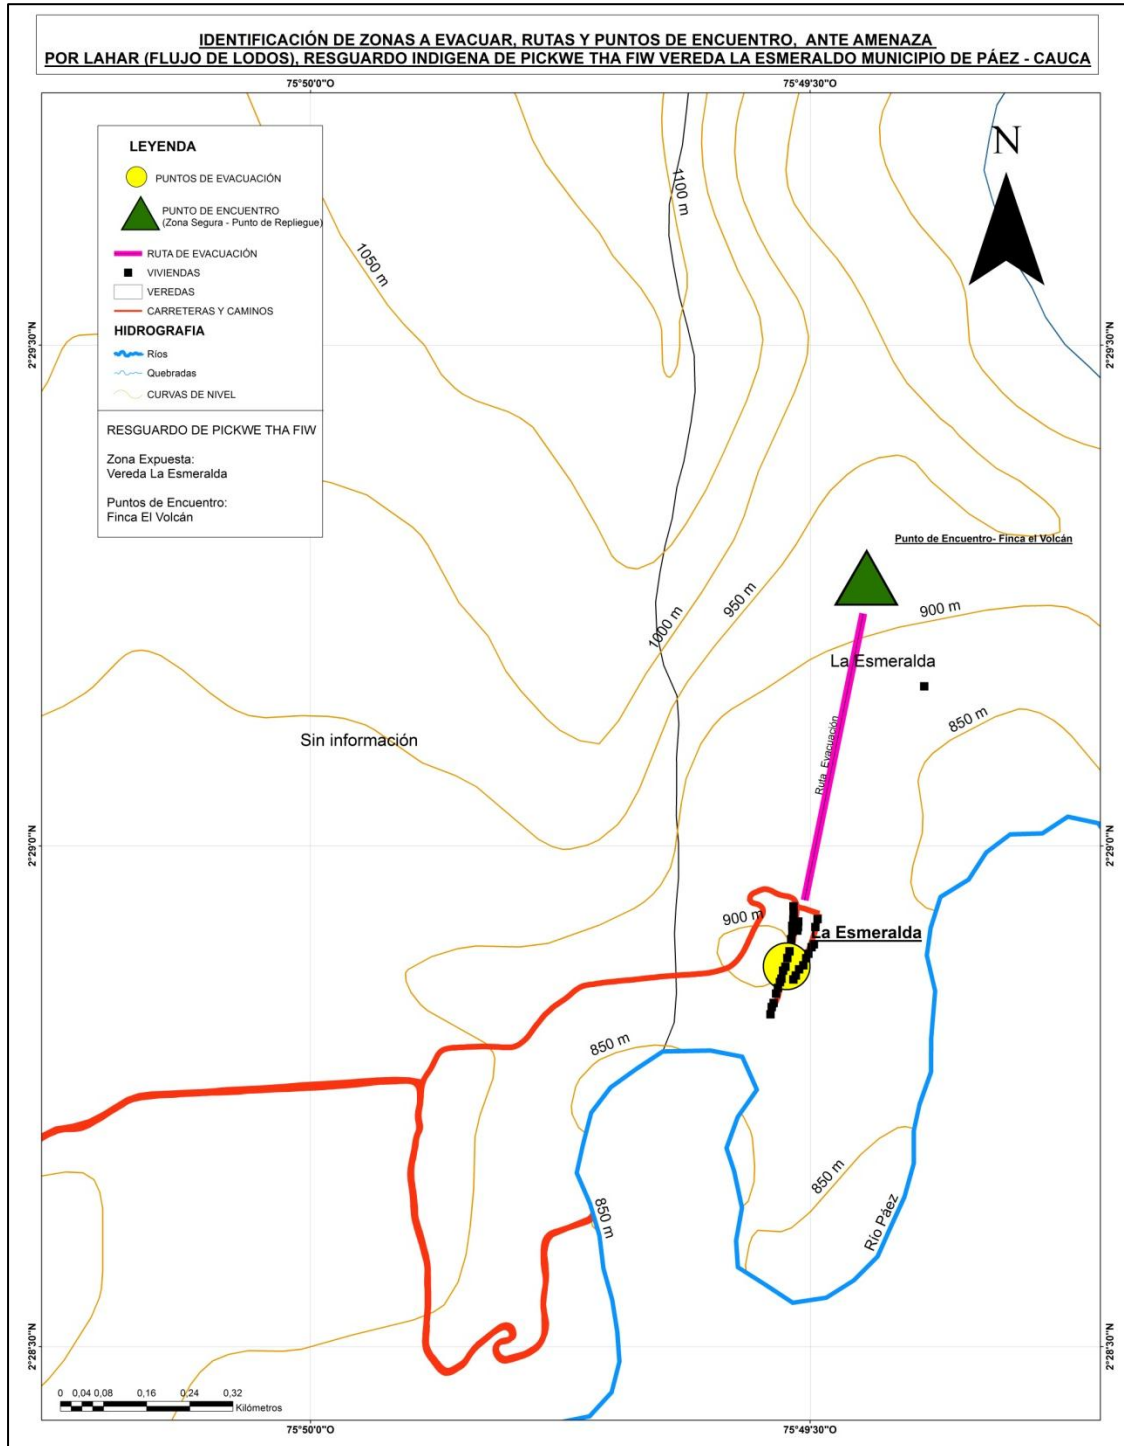 IDENTIFICACIÓN DE ZONAS A EVACUAR, RUTAS Y PUNTOS DE ENCUENTRO, ANTE AMENAZA
POR LAHAR (FLUJO DE LODOS), RESGUARDO INDIGENA DE PICKWE THA FIW VEREDA LA ESMERALDO MUNICIPIO DE PÁEZ - CAUCA
75°50'0"O
75°49'30"O
LEYENDA
PUNTOS DE EVACUACIÓN
PUNTO DE ENCUENTRO
(Zona Segura - Punto de Repliegue)
RUTA DE EVACUACIÓN
VIVIENDAS
VEREDAS
CARRETERAS Y CAMINOS
HIDROGRAFIA
Ríos
Quebradas
CURVAS DE NIVEL
RESGUARDO DE PICKWE THA FIW
Zona Expuesta:
Vereda La Esmeralda
Puntos de Encuentro:
Finca El Volcán
N
1100 m
1050 m
2°29'30"N
2°29'30"N
Punto de Encuentro- Finca el Volcán
950 m
900 m
1000 m
La Esmeralda
850 m
Sin información
Ruta Evacuación
2°29'0"N
2°29'0"N
900 m
La Esmeralda
850 m
850 m
850 m
Río Páez
2°28'30"N
2°28'30"N
0 0,04 0,08 0,16 0,24 0,32
Kilómetros
75°50'0"O
75°49'30"O